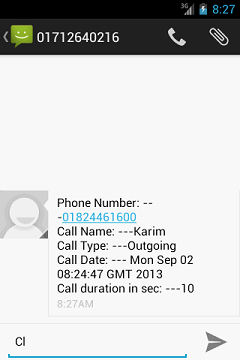 3G 8:27
01712640216
Phone Number: --
-01824461600
Call Name: ---Karim
Call Type: ---Outgoing
Call Date: --- Mon Sep 02
08:24:47 GMT 2013
Call duration in sec: ---10
8:27AM
Cl